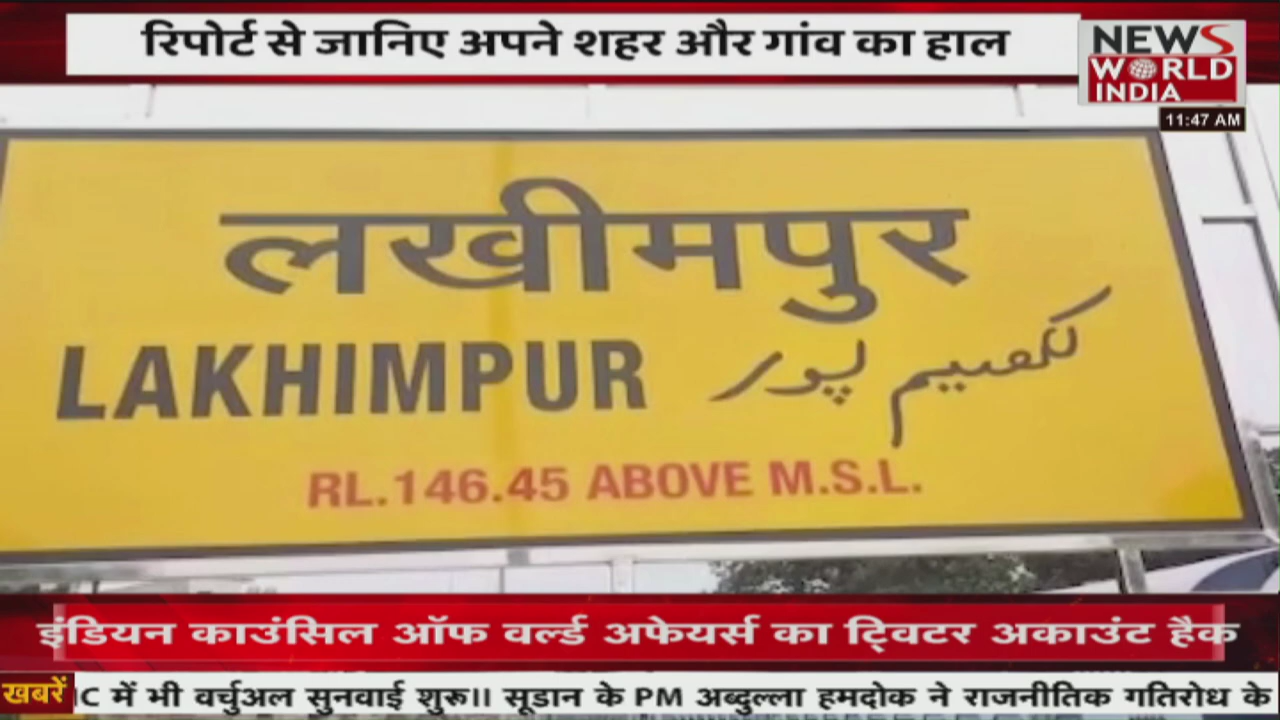 रिपोर्ट से जानिए अपने शहर और गांव का हाल
NEWS
WORLD
INDIA
11:47 AM
लखीमपुर
LAKHIMPUR لکھیم پور
RL.146.45 ABOVE M.S.L.
इंडियन काउंसिल ऑफ वर्ल्ड अफेयर्स का ट्विटर अकाउंट हैक
खबरें IC में भी वर्चुअल सुनवाई शुरू॥ सूडान के PM अब्दुल्ला हमदोक ने राजनीतिक गतिरोध के